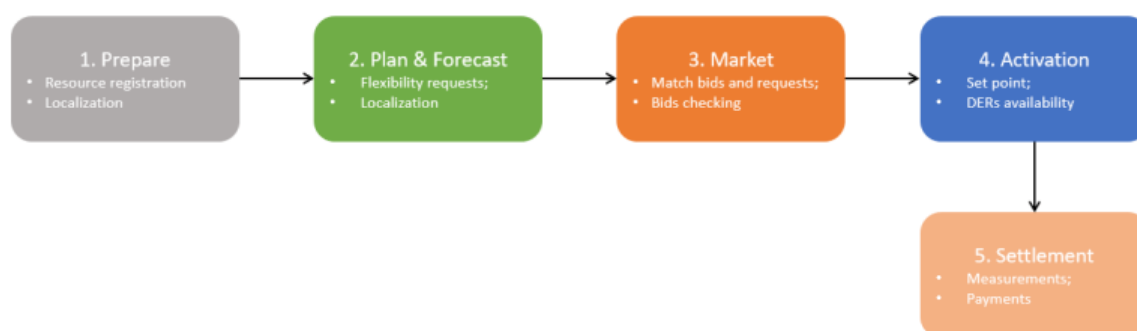 1. Prepare
• Resource registration
• Localization
2. Plan & Forecast
• Flexibility requests;
• Localization
3. Market
• Match bids and requests;
• Bids checking
4. Activation
• Set point;
• DERs availability
5. Settlement
• Measurements;
• Payments